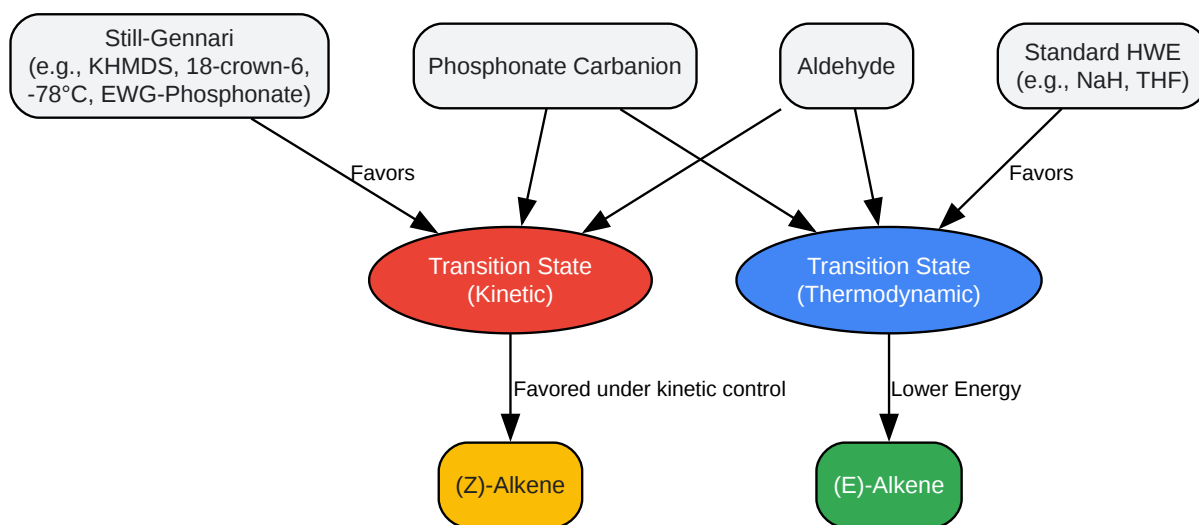 Still-Gennari
(e.g., KHMDS, 18-crown-6,
-78°C, EWG-Phosphonate)
Phosphonate Carbanion
Aldehyde
Standard HWE
(e.g., NaH, THF)
Favors
Favors
Transition State
(Kinetic)
Transition State
(Thermodynamic)
Favored under kinetic control
Lower Energy
(Z)-Alkene
(E)-Alkene